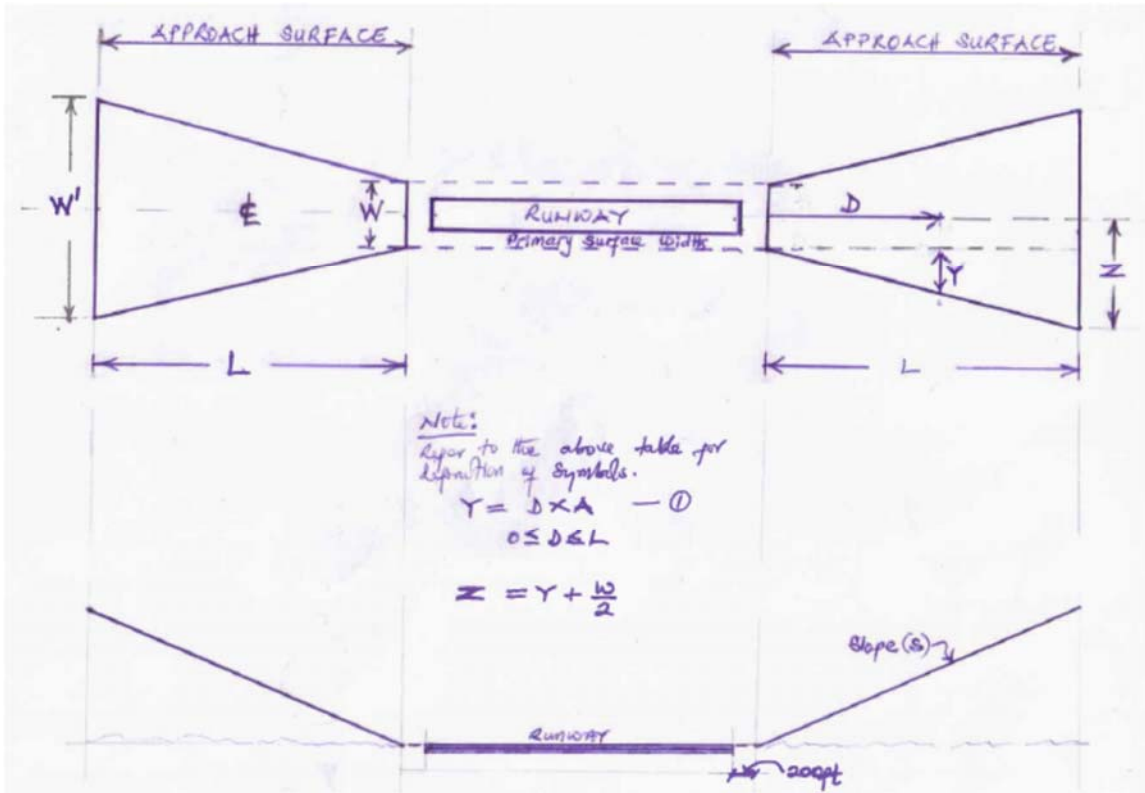 APPROACH SURFACE
APPROACH SURFACE
W'
℄
W
RUNWAY
Primary Surface Width
D
Y
Z
L
L
Note:
Refer to the above table for
definition of Symbols.
Y = D × A — ①
0 ≤ D ≤ L
Z = Y + W/2
Slope (S)
RUNWAY
200ft